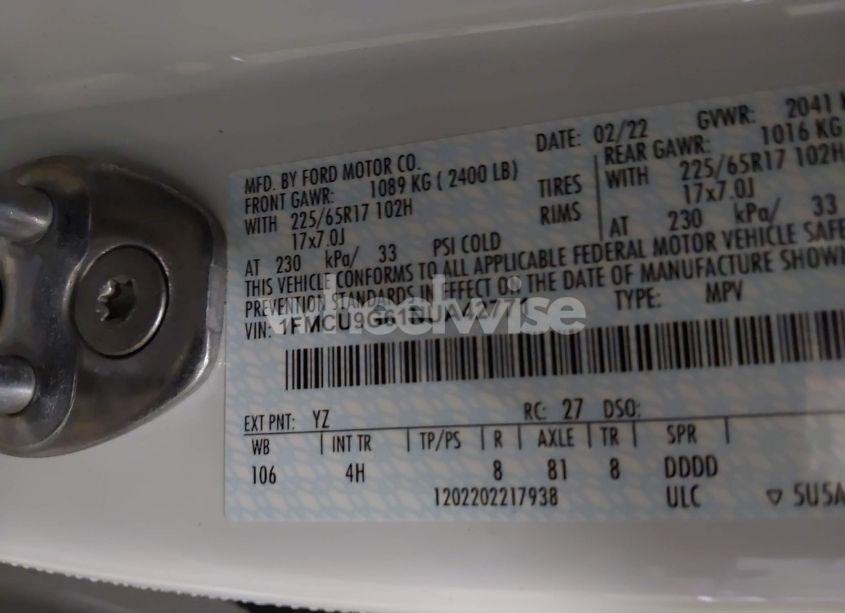 MFD. BY FORD MOTOR CO. DATE: 02/22 GVWR: 2041 K
FRONT GAWR: 1089 KG ( 2400 LB) REAR GAWR: 1016 KG
WITH 225/65R17 102H TIRES WITH 225/65R17 102H
17x7.0J RIMS 17x7.0J
AT 230 kPa/ 33 PSI COLD AT 230 kPa/ 33
THIS VEHICLE CONFORMS TO ALL APPLICABLE FEDERAL MOTOR VEHICLE SAFE
PREVENTION STANDARDS IN EFFECT ON THE DATE OF MANUFACTURE SHOWN
VIN: TYPE: MPV
wheelwise
EXT PNT: YZ RC: 27 DSO:
WB INT TR TP/PS R AXLE TR SPR
106 4H 8 81 8 DDDD
1202202217938 ULC ▽ 5U5A